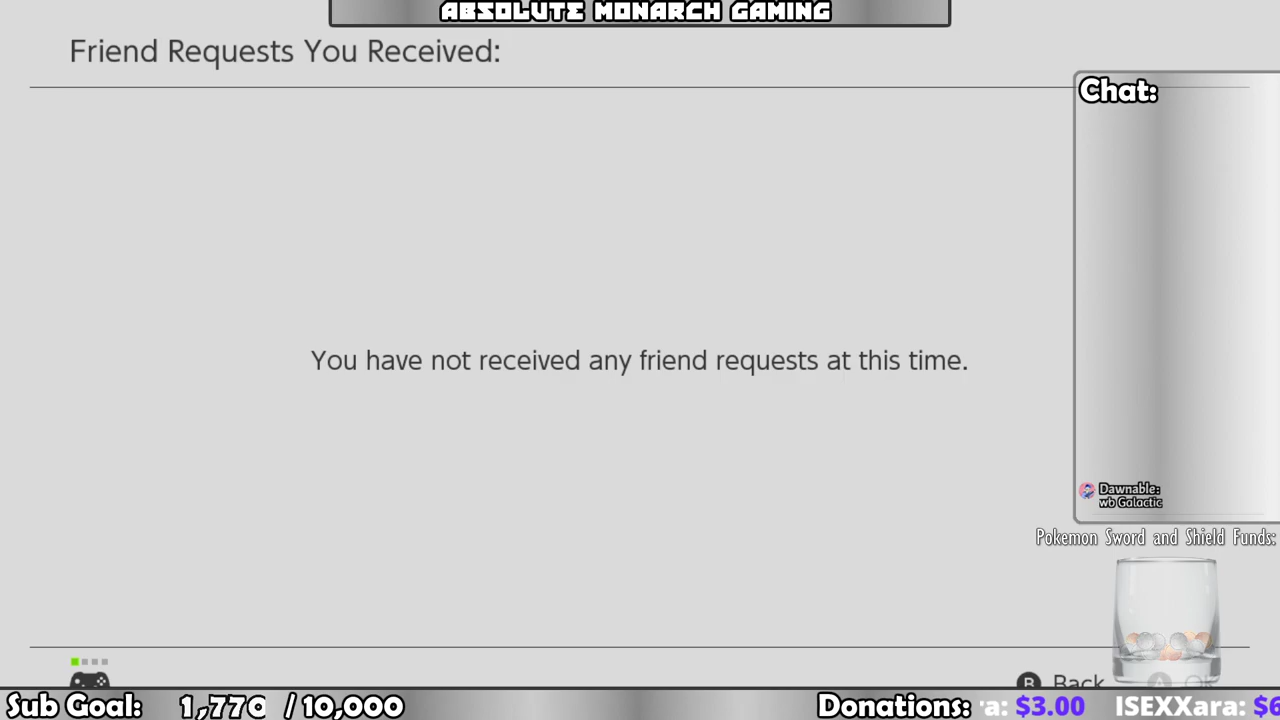 ABSOLUTE MONARCH GAMING
Friend Requests You Received:
Chat:
You have not received any friend requests at this time.
Dawnable:
wb Galactic
Pokemon Sword and Shield Funds:
B Back A OK
Sub Goal: 1,770 / 10,000
Donations: 'a: $3.00 ISEXXara: $6